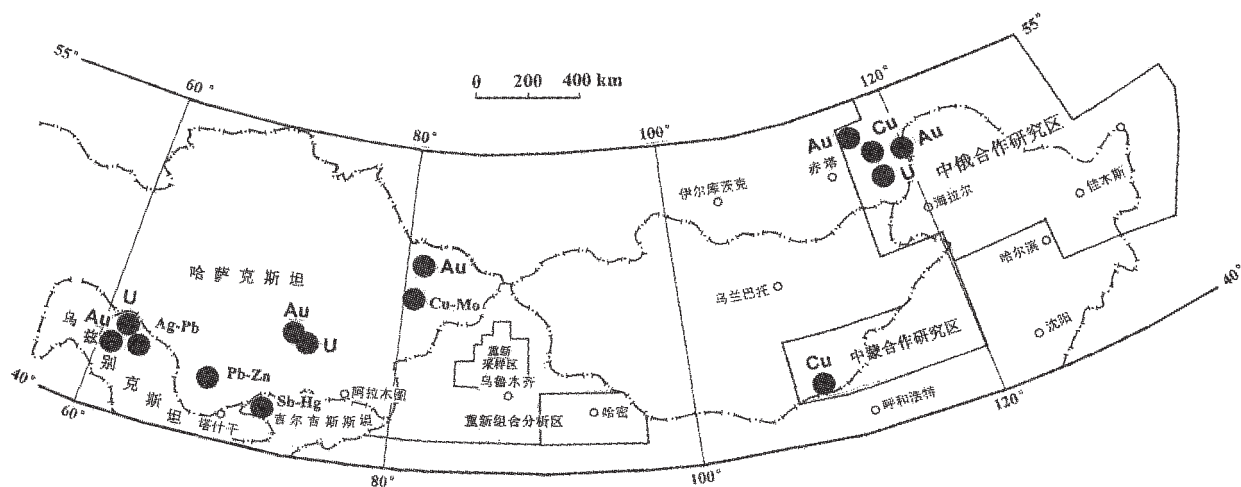 55°
60°
0 200 400 km
80°
100°
120°
55°
Au
Cu
Au
U
赤塔
中俄合作研究区
伊尔库茨克
海拉尔
佳木斯
哈尔滨
40°
哈萨克斯坦
Au
Cu-Mo
乌兰巴托
U
Au
Ag-Pb
Au
U
乌兹别克斯坦
重新
采样区
乌鲁木齐
中蒙合作研究区
沈阳
Cu
Pb-Zn
Sb-Hg
阿拉木图
40°
60°
塔什干
吉尔吉斯斯坦
重新组合分析区
哈密
呼和浩特
120°
80°
100°